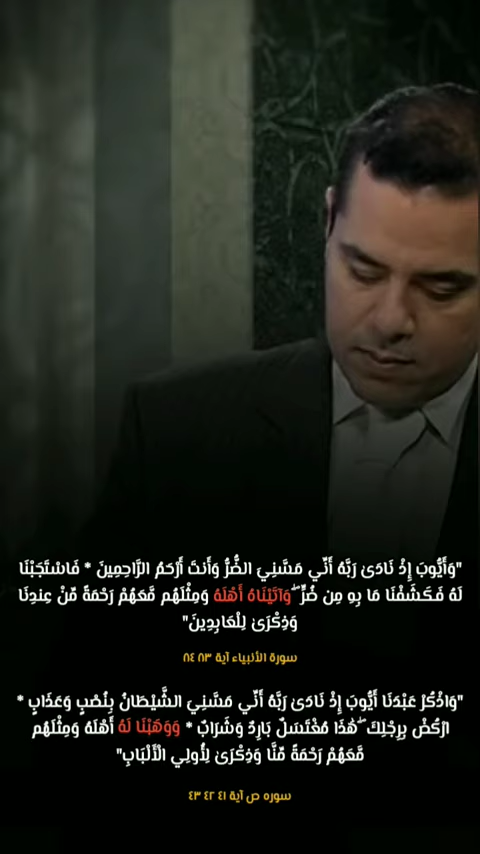 "وَأَيُّوبَ إِذْ نَادَىٰ رَبَّهُ أَنِّي مَسَّنِيَ الضُّرُّ وَأَنتَ أَرْحَمُ الرَّاحِمِينَ * فَاسْتَجَبْنَا
لَهُ فَكَشَفْنَا مَا بِهِ مِن ضُرٍّ ۖ وَآتَيْنَاهُ أَهْلَهُ وَمِثْلَهُم مَّعَهُمْ رَحْمَةً مِّنْ عِندِنَا
وَذِكْرَىٰ لِلْعَابِدِينَ"
سورة الأنبياء آية ٨٣ ٨٤
"وَاذْكُرْ عَبْدَنَا أَيُّوبَ إِذْ نَادَىٰ رَبَّهُ أَنِّي مَسَّنِيَ الشَّيْطَانُ بِنُصْبٍ وَعَذَابٍ *
ارْكُضْ بِرِجْلِكَ ۖ هَٰذَا مُغْتَسَلٌ بَارِدٌ وَشَرَابٌ * وَوَهَبْنَا لَهُ أَهْلَهُ وَمِثْلَهُم
مَّعَهُمْ رَحْمَةً مِّنَّا وَذِكْرَىٰ لِأُولِي الْأَلْبَابِ"
سوره ص آية ٤١ ٤٢ ٤٣